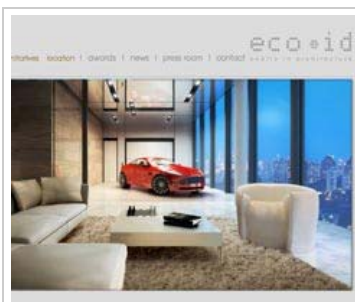 eco id
location | awards | news | press room | contact